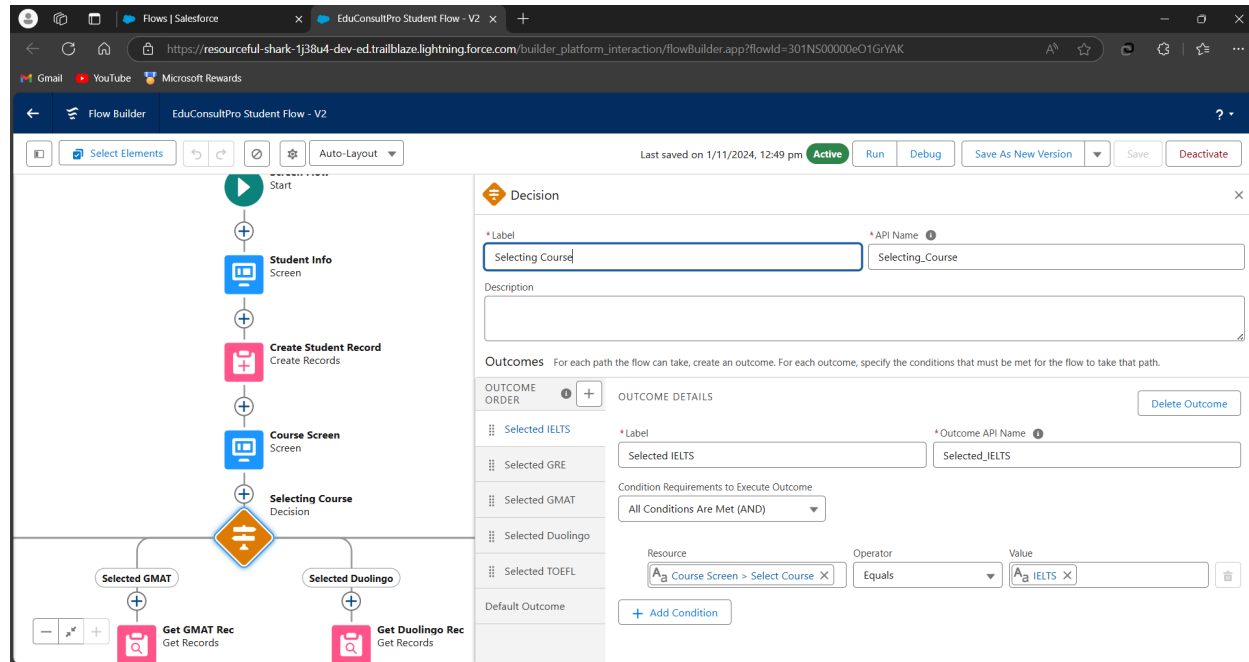 Flows | Salesforce
EduConsultPro Student Flow - V2
https://resourceful-shark-1j38u4-dev-ed.trailblaze.lightning.force.com/builder_platform_interaction/flowBuilder.app?flowId=301NS00000eO1GrYAK
Gmail YouTube Microsoft Rewards
Flow Builder EduConsultPro Student Flow - V2
?
Select Elements Auto-Layout Last saved on 1/11/2024, 12:49 pm Active Run Debug Save As New Version Save Deactivate
Start
Student Info
Screen
Create Student Record
Create Records
Course Screen
Screen
Selecting Course
Decision
Selected GMAT
Selected Duolingo
Get GMAT Rec
Get Records
Get Duolingo Rec
Get Records
Decision
* Label
Selecting Course
* API Name
Selecting_Course
Description
Outcomes For each path the flow can take, create an outcome. For each outcome, specify the conditions that must be met for the flow to take that path.
OUTCOME
ORDER
Selected IELTS
Selected GRE
Selected GMAT
Selected Duolingo
Selected TOEFL
Default Outcome
OUTCOME DETAILS
Delete Outcome
* Label
Selected IELTS
* Outcome API Name
Selected_IELTS
Condition Requirements to Execute Outcome
All Conditions Are Met (AND)
Resource
Aa Course Screen > Select Course
Operator
Equals
Value
Aa IELTS
+ Add Condition